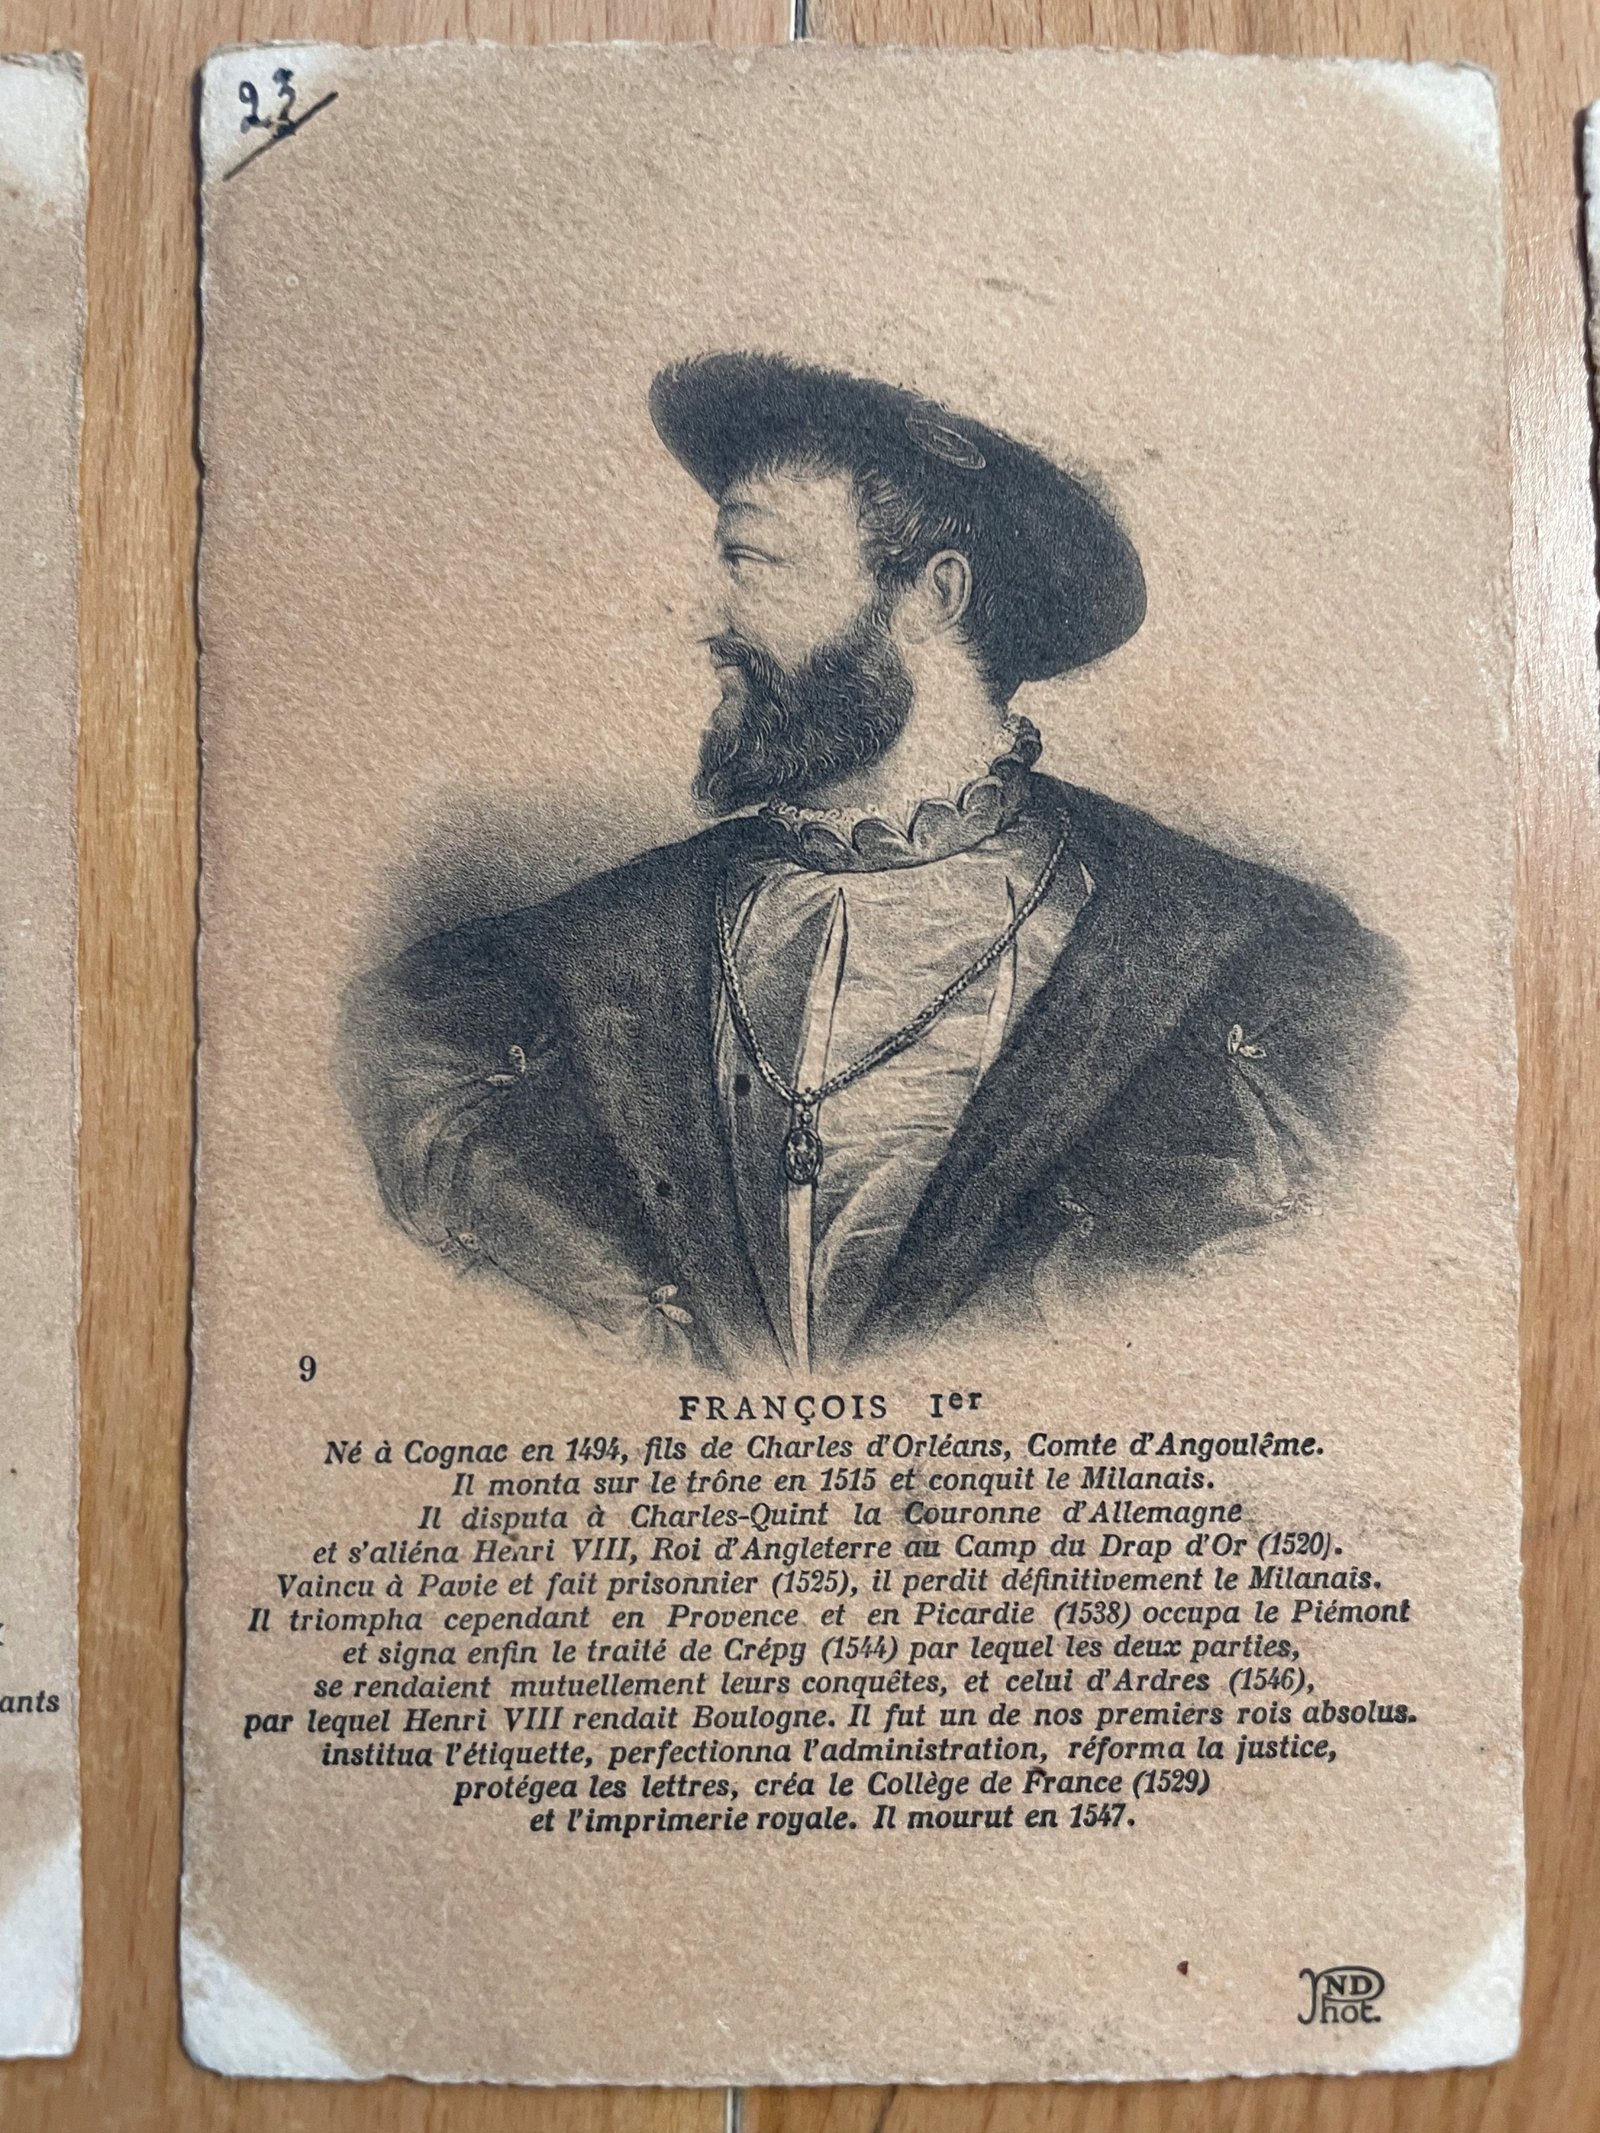 23
9
FRANÇOIS Ier
Né à Cognac en 1494, fils de Charles d'Orléans, Comte d'Angoulême.
Il monta sur le trône en 1515 et conquit le Milanais.
Il disputa à Charles-Quint la Couronne d'Allemagne
et s'aliéna Henri VIII, Roi d'Angleterre au Camp du Drap d'Or (1520).
Vaincu à Pavie et fait prisonnier (1525), il perdit définitivement le Milanais.
Il triompha cependant en Provence et en Picardie (1538) occupa le Piémont
et signa enfin le traité de Crépy (1544) par lequel les deux parties,
se rendaient mutuellement leurs conquêtes, et celui d'Ardres (1546),
par lequel Henri VIII rendait Boulogne. Il fut un de nos premiers rois absolus.
institua l'étiquette, perfectionna l'administration, réforma la justice,
protégea les lettres, créa le Collège de France (1529)
et l'imprimerie royale. Il mourut en 1547.
ND
Phot.
ants